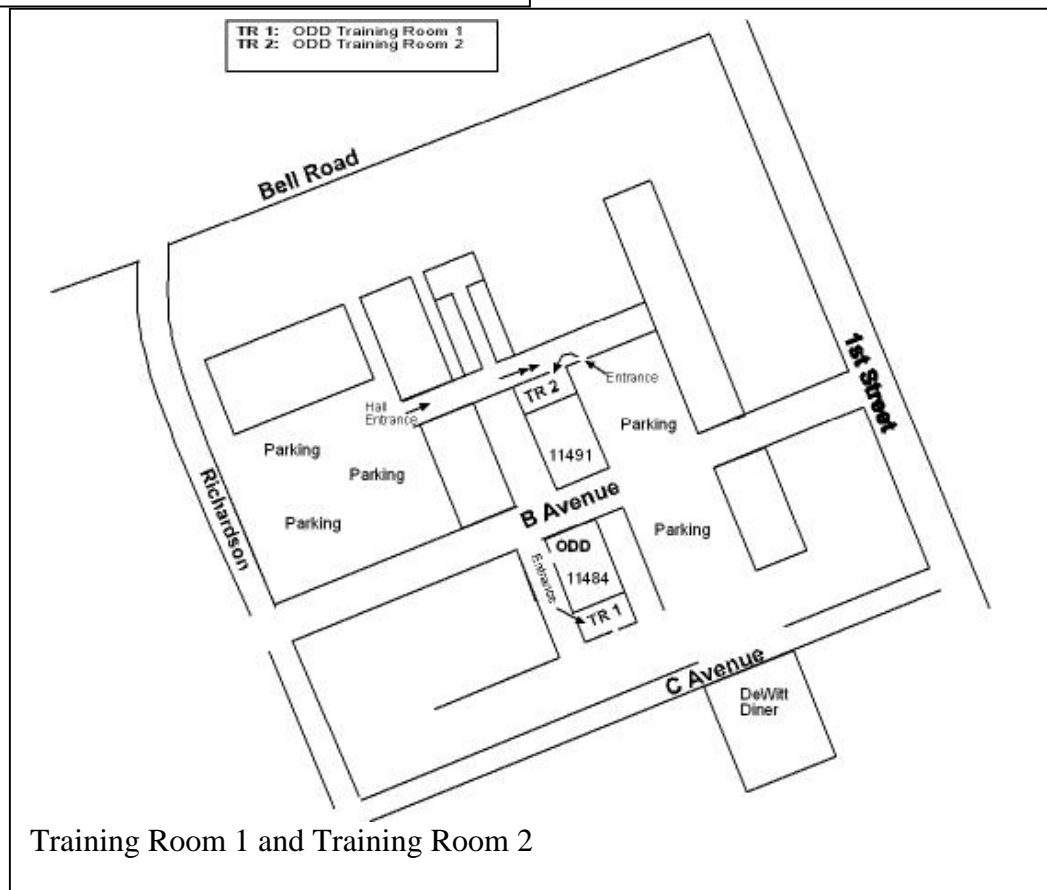 TR 1: ODD Training Room 1
TR 2: ODD Training Room 2
Bell Road
1st Street
Hall
Entrance
TR 2
Entrance
Parking
Parking
Parking
Parking
11491
Richardson
B Avenue
ODD
11484
Entrance
TR 1
Parking
C Avenue
DeWitt
Diner
Training Room 1 and Training Room 2